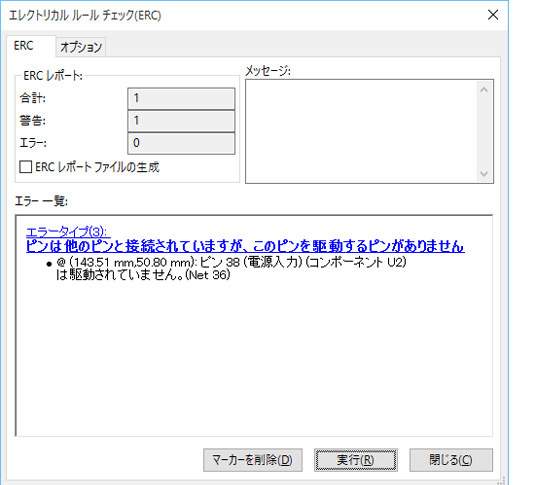 エレクトリカル ルール チェック(ERC)
ERC オプション
ERC レポート:
メッセージ:
合計: 1
警告: 1
エラー: 0
ERC レポート ファイルの生成
エラー 一覧:
エラータイプ(3):
ピンは他のピンと接続されていますが、このピンを駆動するピンがありません
• @ (143.51 mm,50.80 mm): ピン 38 (電源入力) (コンポーネント U2)
は駆動されていません。(Net 36)
マーカーを削除(D) 実行(R) 閉じる(C)